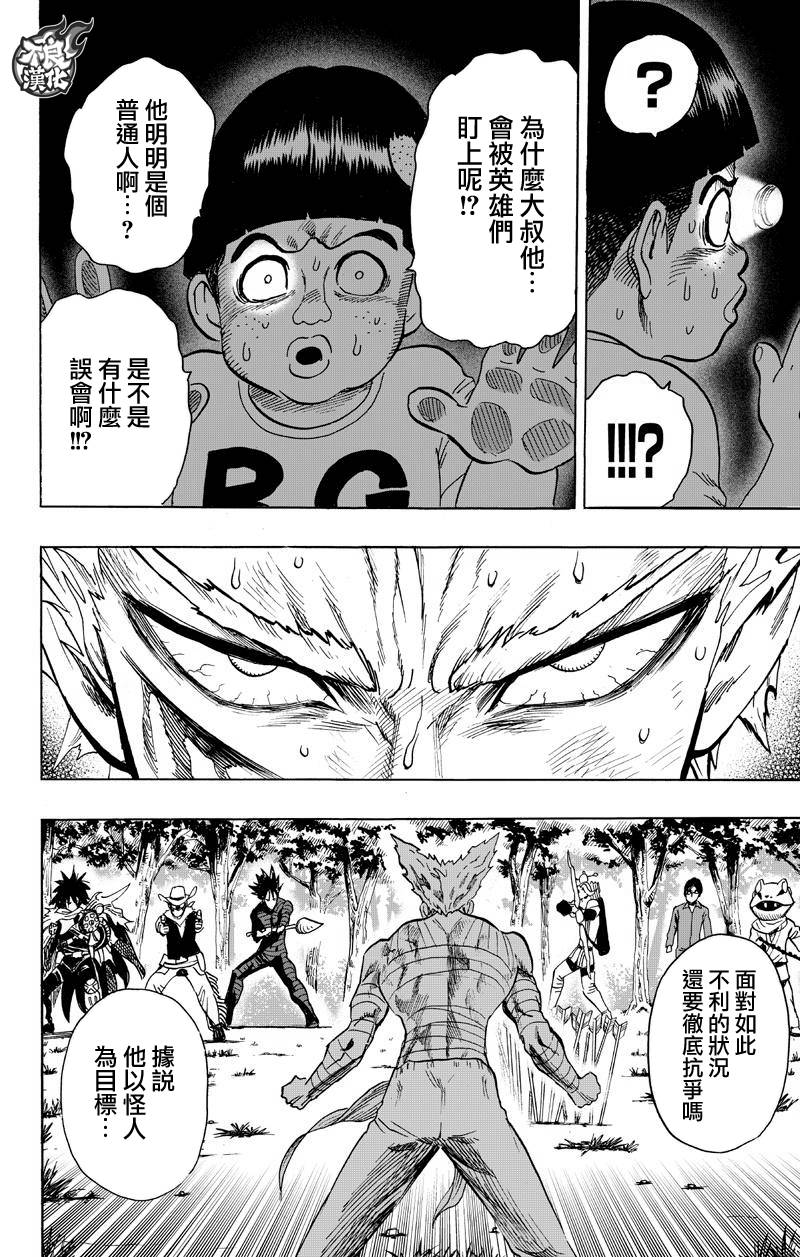 不良
漢化
?
!!!?
為什麼大叔他…
會被英雄們
盯上呢!?
他明明是個
普通人啊…?
是不是
有什麼
誤會啊!!?
BG
面對如此
不利的狀況
還要徹底抗爭嗎
據說
他以怪人
為目標…